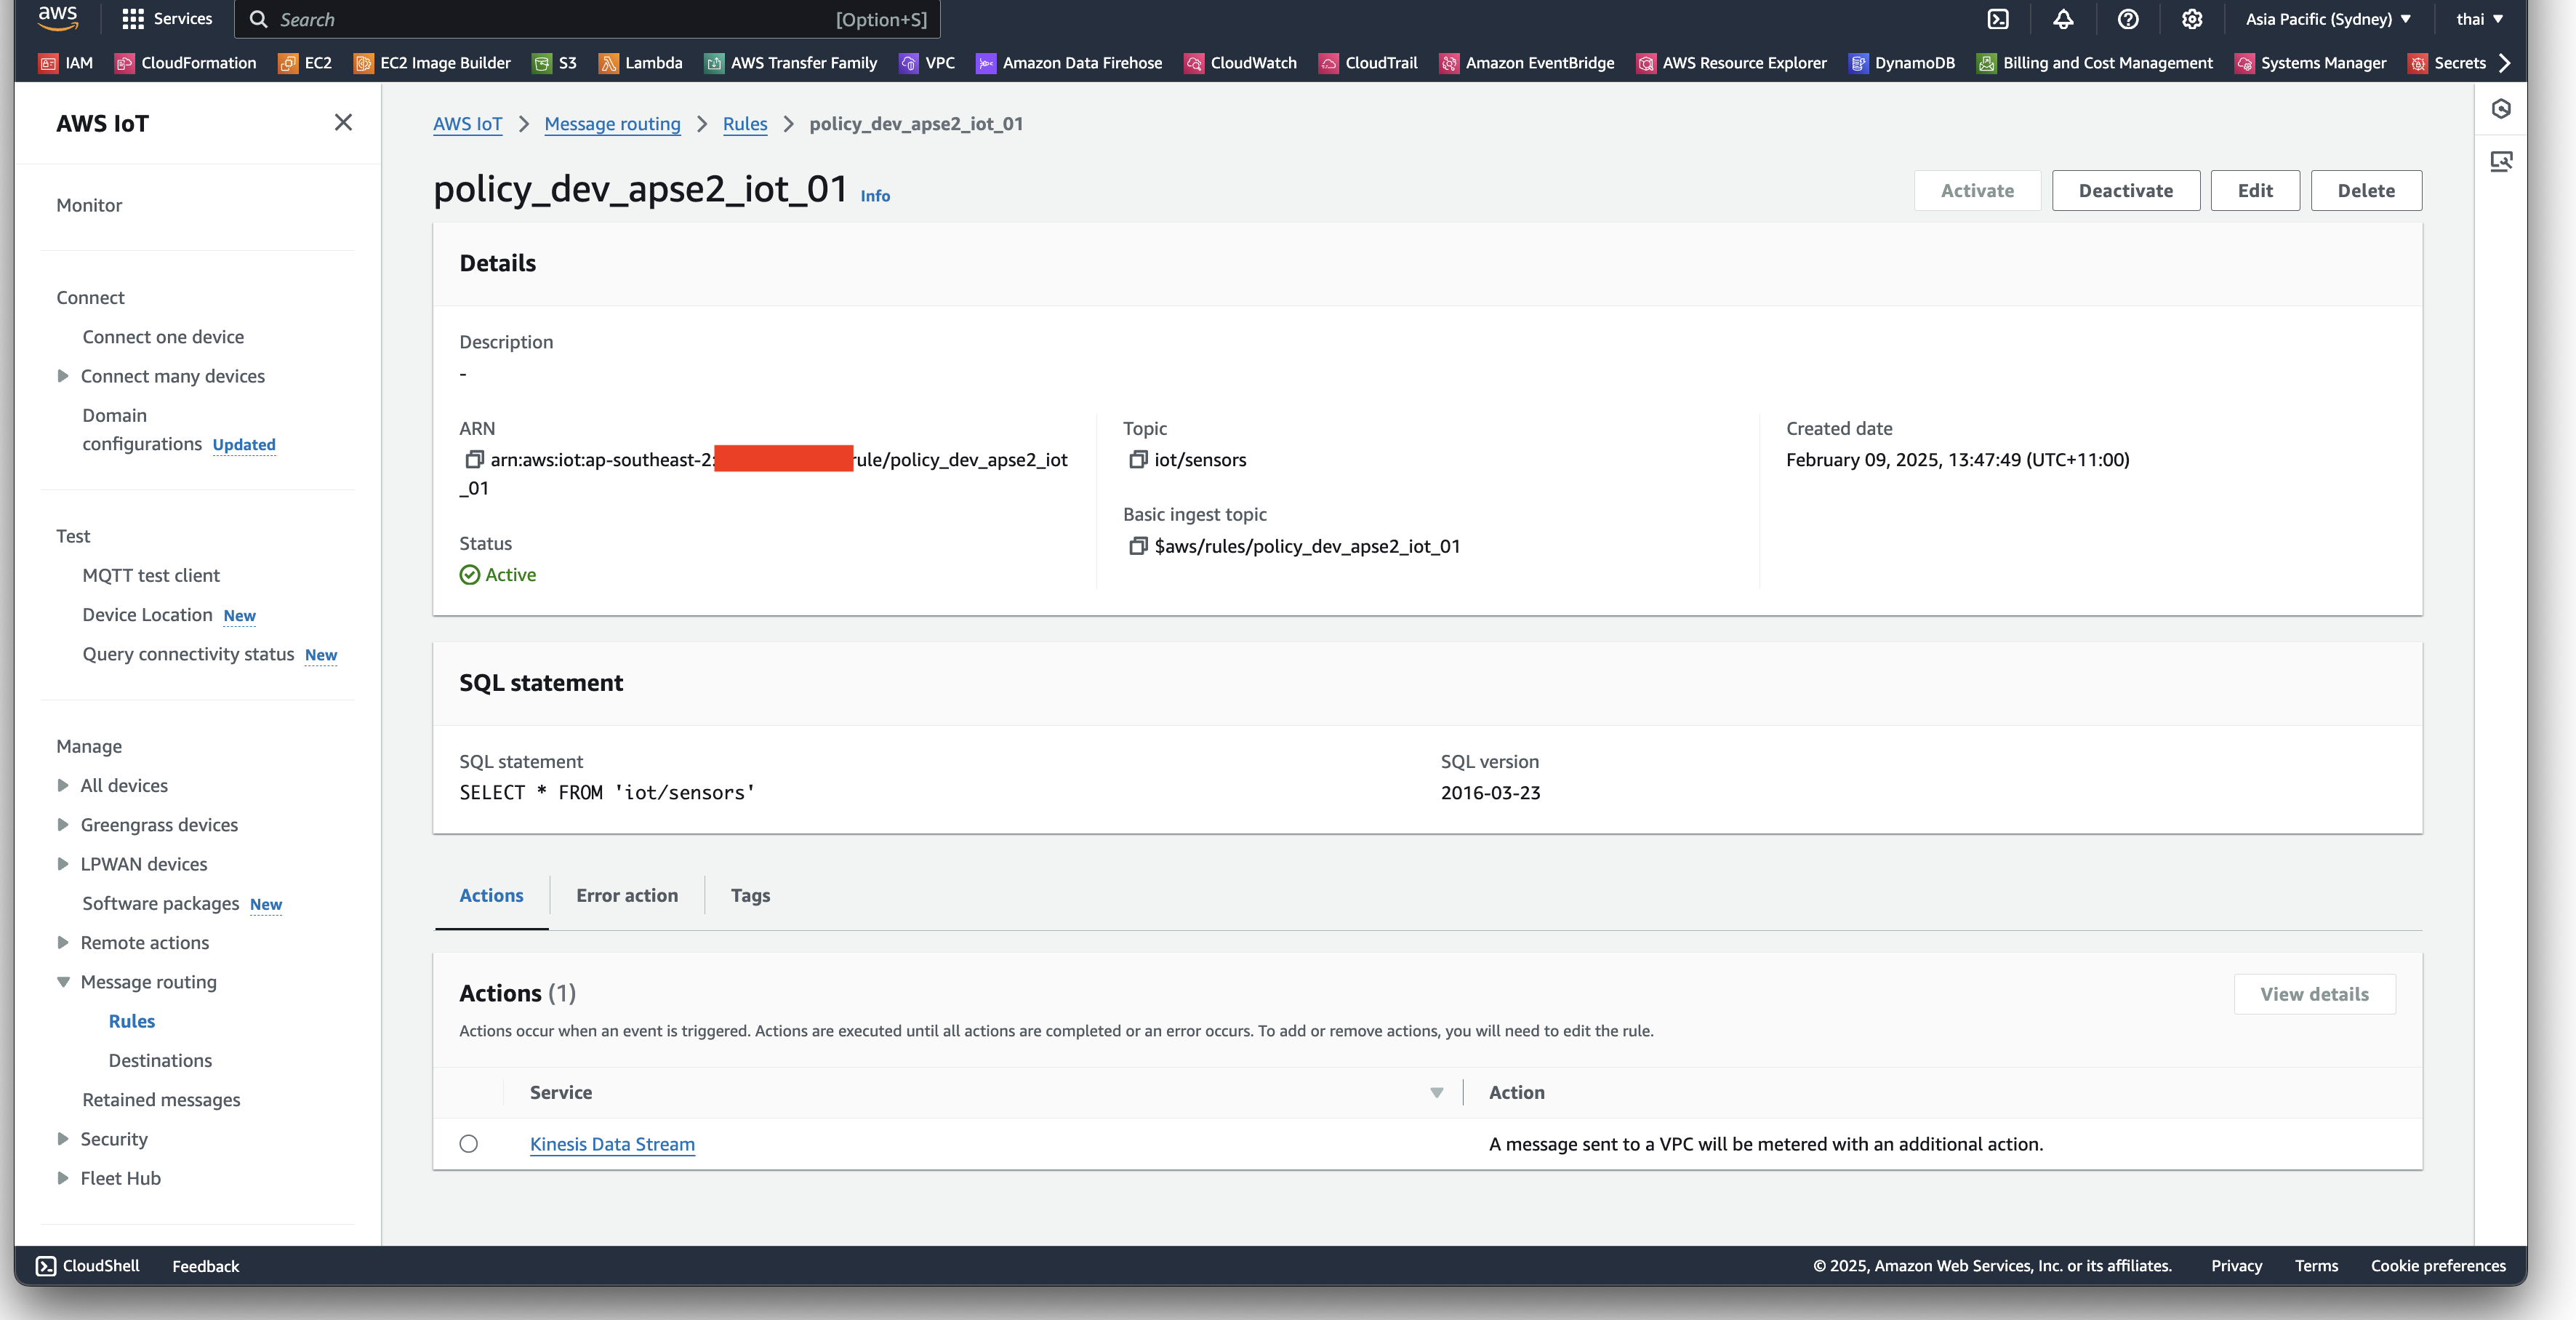 aws
Services
Search
[Option+S]
Asia Pacific (Sydney)
thai
IAM
CloudFormation
EC2
EC2 Image Builder
S3
Lambda
AWS Transfer Family
VPC
Amazon Data Firehose
CloudWatch
CloudTrail
Amazon EventBridge
AWS Resource Explorer
DynamoDB
Billing and Cost Management
Systems Manager
Secrets
AWS IoT
Monitor
Connect
Connect one device
Connect many devices
Domain
configurations Updated
Test
MQTT test client
Device Location New
Query connectivity status New
Manage
All devices
Greengrass devices
LPWAN devices
Software packages New
Remote actions
Message routing
Rules
Destinations
Retained messages
Security
Fleet Hub
AWS IoT > Message routing > Rules > policy_dev_apse2_iot_01
policy_dev_apse2_iot_01 Info
Activate
Deactivate
Edit
Delete
Details
Description
-
ARN
arn:aws:iot:ap-southeast-2: rule/policy_dev_apse2_iot
_01
Status
Active
Topic
iot/sensors
Basic ingest topic
$aws/rules/policy_dev_apse2_iot_01
Created date
February 09, 2025, 13:47:49 (UTC+11:00)
SQL statement
SQL statement
SELECT * FROM 'iot/sensors'
SQL version
2016-03-23
Actions
Error action
Tags
Actions (1)
View details
Actions occur when an event is triggered. Actions are executed until all actions are completed or an error occurs. To add or remove actions, you will need to edit the rule.
Service
Action
Kinesis Data Stream
A message sent to a VPC will be metered with an additional action.
CloudShell
Feedback
© 2025, Amazon Web Services, Inc. or its affiliates.
Privacy
Terms
Cookie preferences